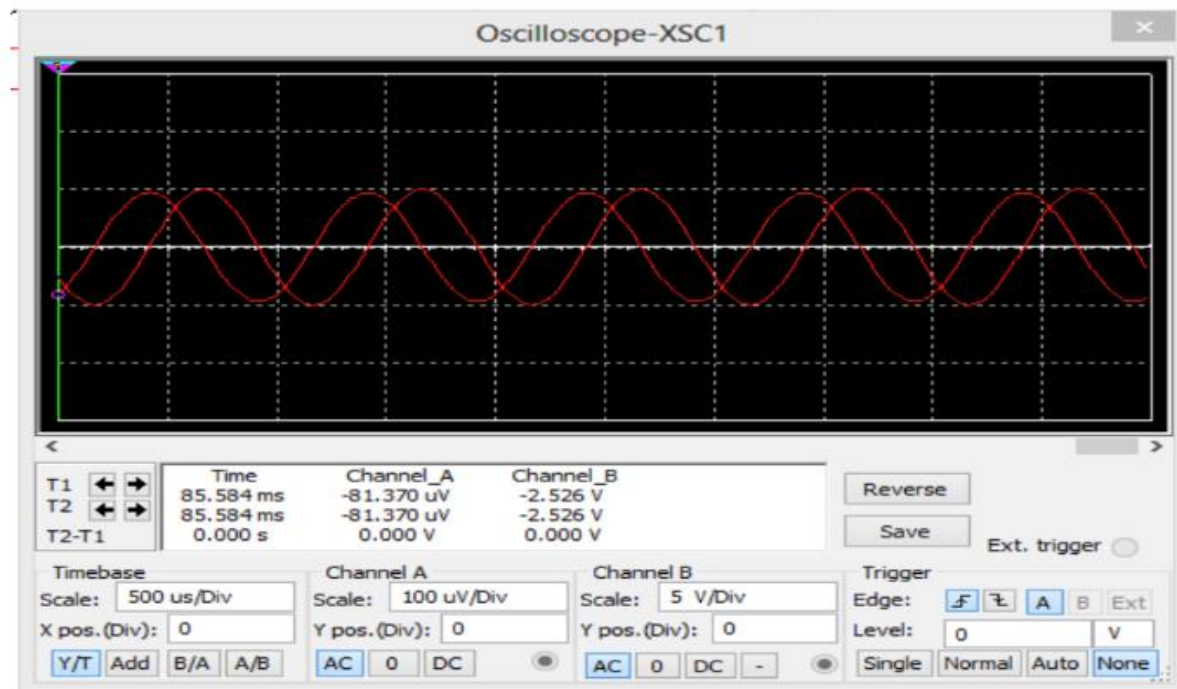 Oscilloscope-XSC1
Time Channel_A Channel_B
T1 85.584 ms -81.370 uV -2.526 V
T2 85.584 ms -81.370 uV -2.526 V
T2-T1 0.000 s 0.000 V 0.000 V
Reverse
Save
Ext. trigger
Timebase
Scale: 500 us/Div
X pos.(Div): 0
Y/T Add B/A A/B
Channel A
Scale: 100 uV/Div
Y pos.(Div): 0
AC 0 DC
Channel B
Scale: 5 V/Div
Y pos.(Div): 0
AC 0 DC -
Trigger
Edge: A B Ext
Level: 0 V
Single Normal Auto None